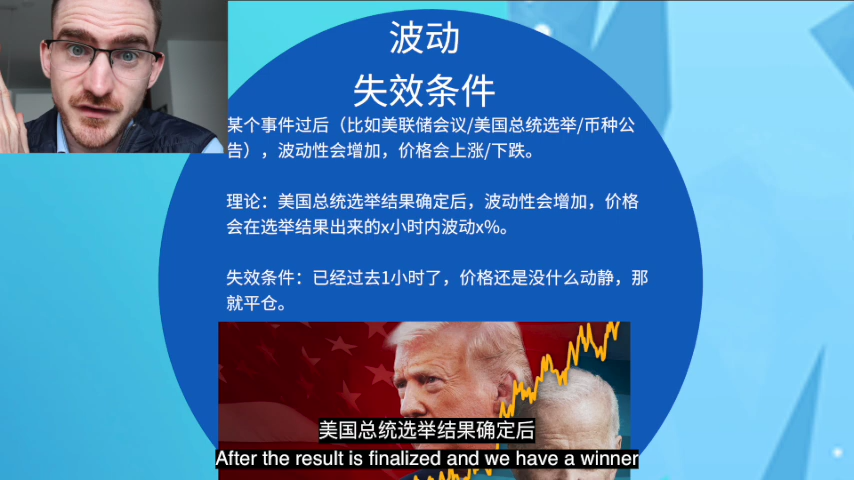 波动
失效条件
某个事件过后（比如美联储会议/美国总统选举/币种公
告），波动性会增加，价格会上涨/下跌。
理论：美国总统选举结果确定后，波动性会增加，价格
会在选举结果出来的x小时内波动x%。
失效条件：已经过去1小时了，价格还是没什么动静，那
就平仓。
美国总统选举结果确定后
After the result is finalized and we have a winner